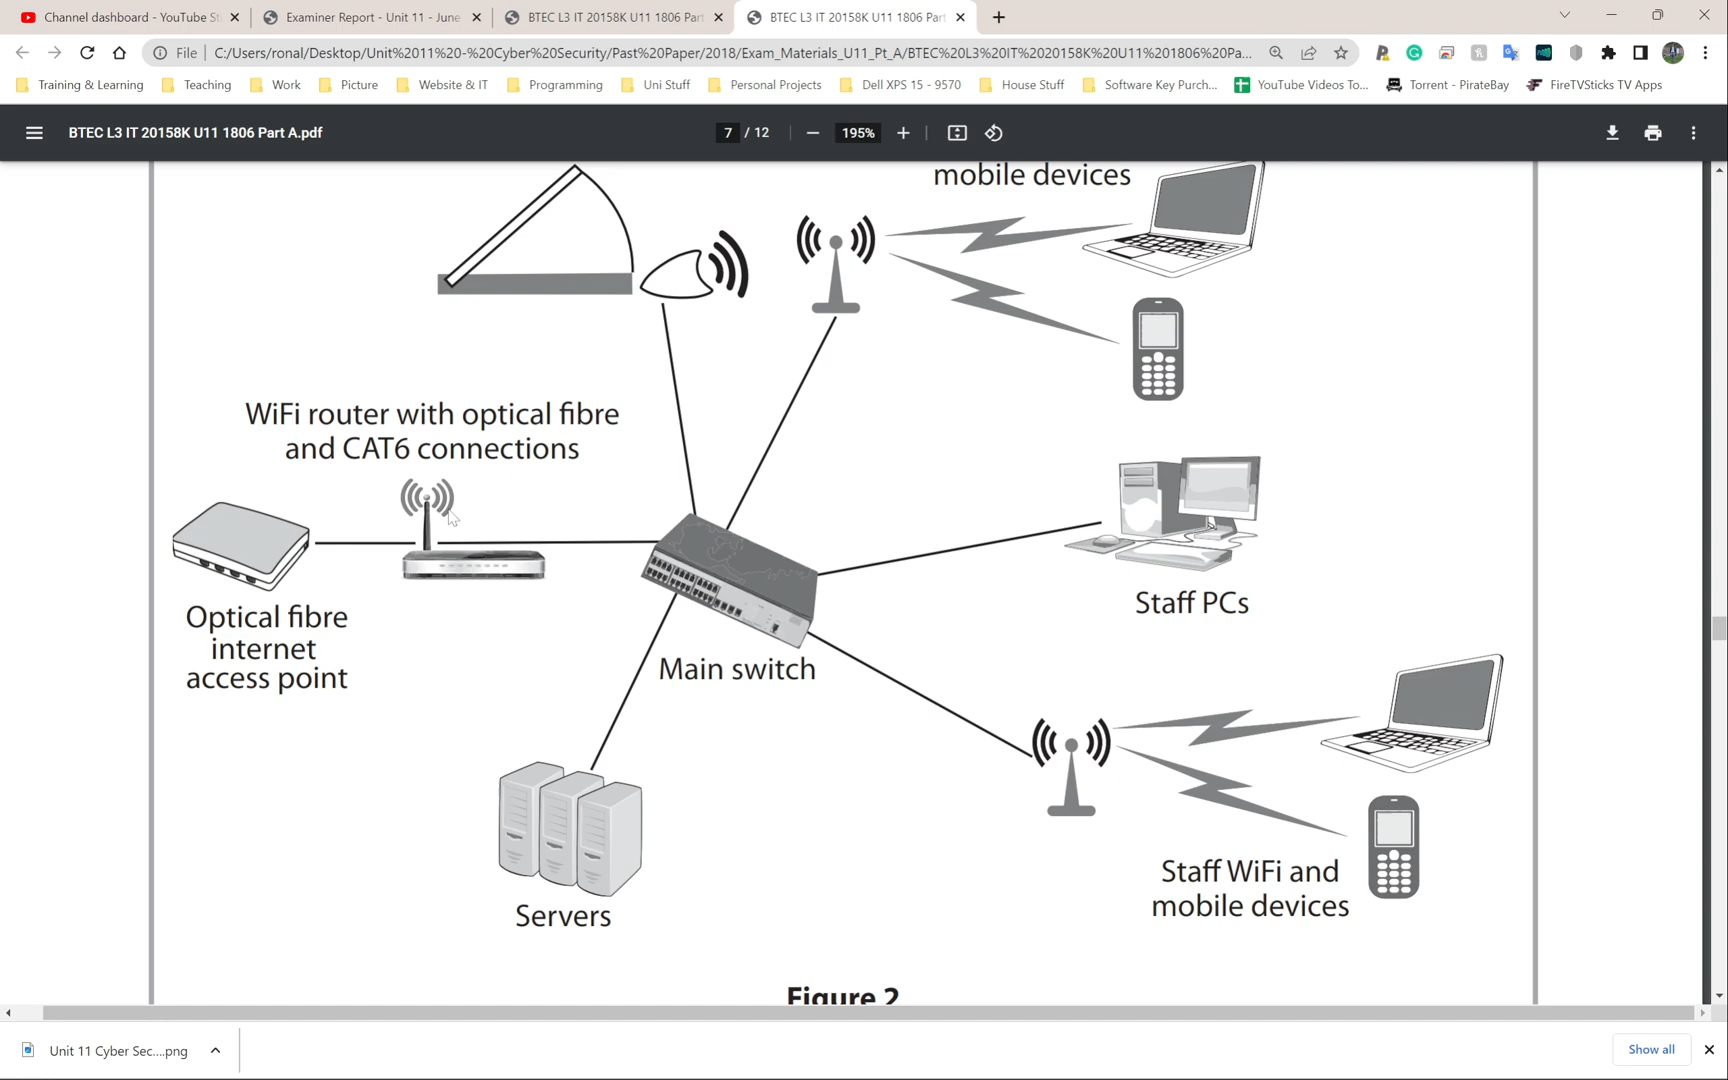 Channel dashboard - YouTube St
Examiner Report - Unit 11 - June
BTEC L3 IT 20158K U11 1806 Part
BTEC L3 IT 20158K U11 1806 Part
File
C:/Users/ronal/Desktop/Unit%2011%20-%20Cyber%20Security/Past%20Paper/2018/Exam_Materials_U11_Pt_A/BTEC%20L3%20IT%2020158K%20U11%201806%20Pa...
Training & Learning
Teaching
Work
Picture
Website & IT
Programming
Uni Stuff
Personal Projects
Dell XPS 15 - 9570
House Stuff
Software Key Purch...
YouTube Videos To...
Torrent - PirateBay
FireTVSticks TV Apps
BTEC L3 IT 20158K U11 1806 Part A.pdf
7 / 12
195%
mobile devices
WiFi router with optical fibre
and CAT6 connections
Optical fibre
internet
access point
Main switch
Staff PCs
Servers
Staff WiFi and
mobile devices
Figure 2
Unit 11 Cyber Sec....png
Show all